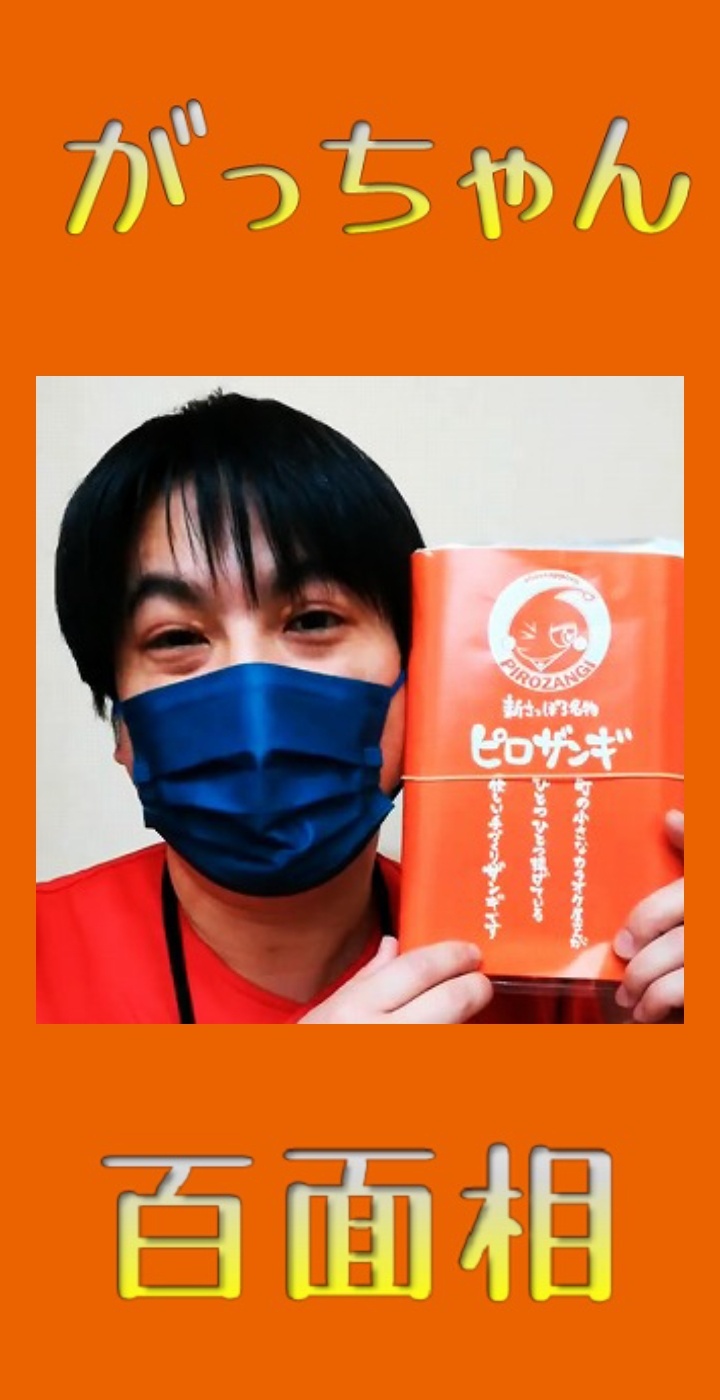 がっちゃん
PIROZANGI
新さっぽろ名物
ピロザンギ
町の小さなカラオケ屋さんが
ひとつひとつ揚げている
優しい手づくりザンギです
百面相